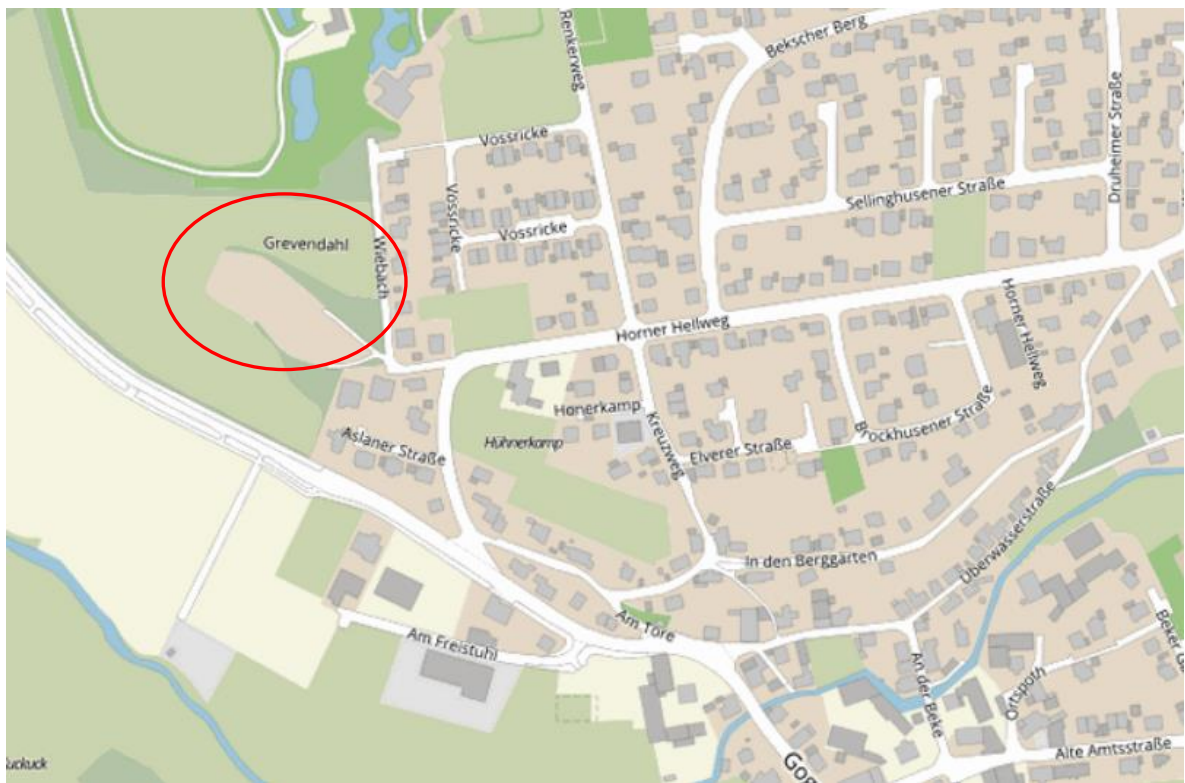 Renkerweg
Bekscher Berg
Druheimer Straße
Vossricke
Vossricke
Sellinghusener Straße
Vossricke
Grevendahl
Wiebach
Horner Hellweg
Horner Hellweg
Honerkamp
Kreuzweg
Brockhusener Straße
Aslaner Straße
Hühnerkamp
Elverer Straße
In den Berggärten
Überwasserstraße
Am Tore
Am Freistuhl
An der Beke
Ortspoth
Alte Amtsstraße